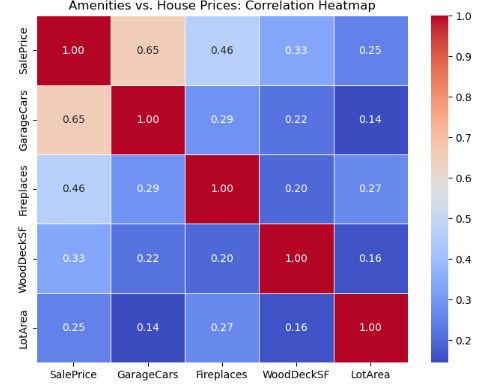 Amenities vs. House Prices: Correlation Heatmap
SalePrice
1.00 0.65 0.46 0.33 0.25
GarageCars
0.65 1.00 0.29 0.22 0.14
Fireplaces
0.46 0.29 1.00 0.20 0.27
WoodDeckSF
0.33 0.22 0.20 1.00 0.16
LotArea
0.25 0.14 0.27 0.16 1.00
SalePrice GarageCars Fireplaces WoodDeckSF LotArea
1.0
0.9
0.8
0.7
0.6
0.5
0.4
0.3
0.2